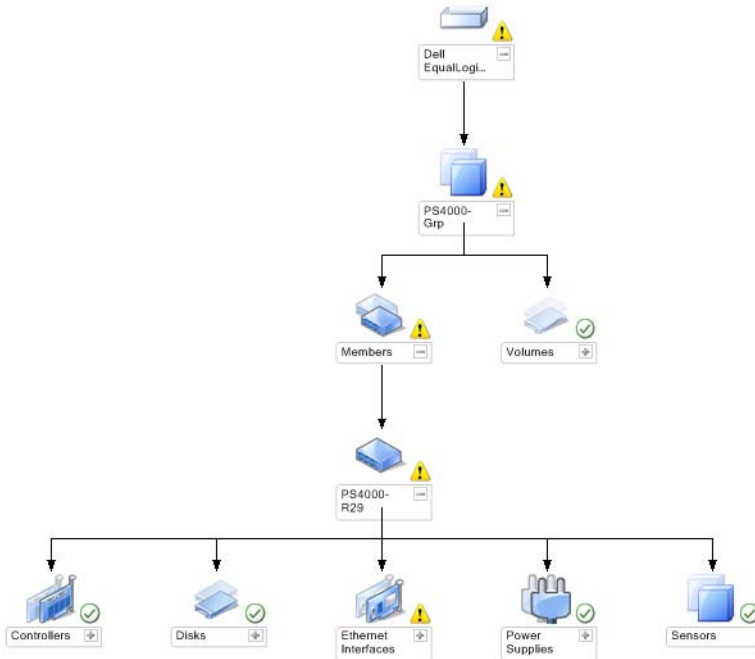 Dell
EqualLogi...
PS4000-
Grp
Members
Volumes
PS4000-
R29
Controllers
Disks
Ethernet
Interfaces
Power
Supplies
Sensors